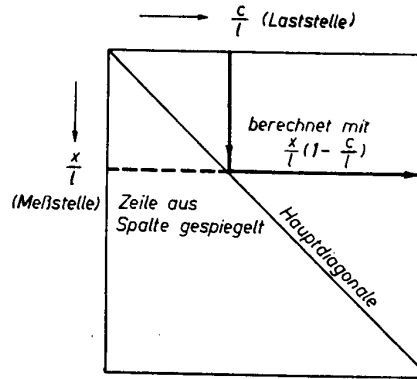 c/l (Laststelle)
berechnet mit
x/l (1 - c/l)
x/l
(Meßstelle)
Zeile aus
Spalte gespiegelt
Hauptdiagonale